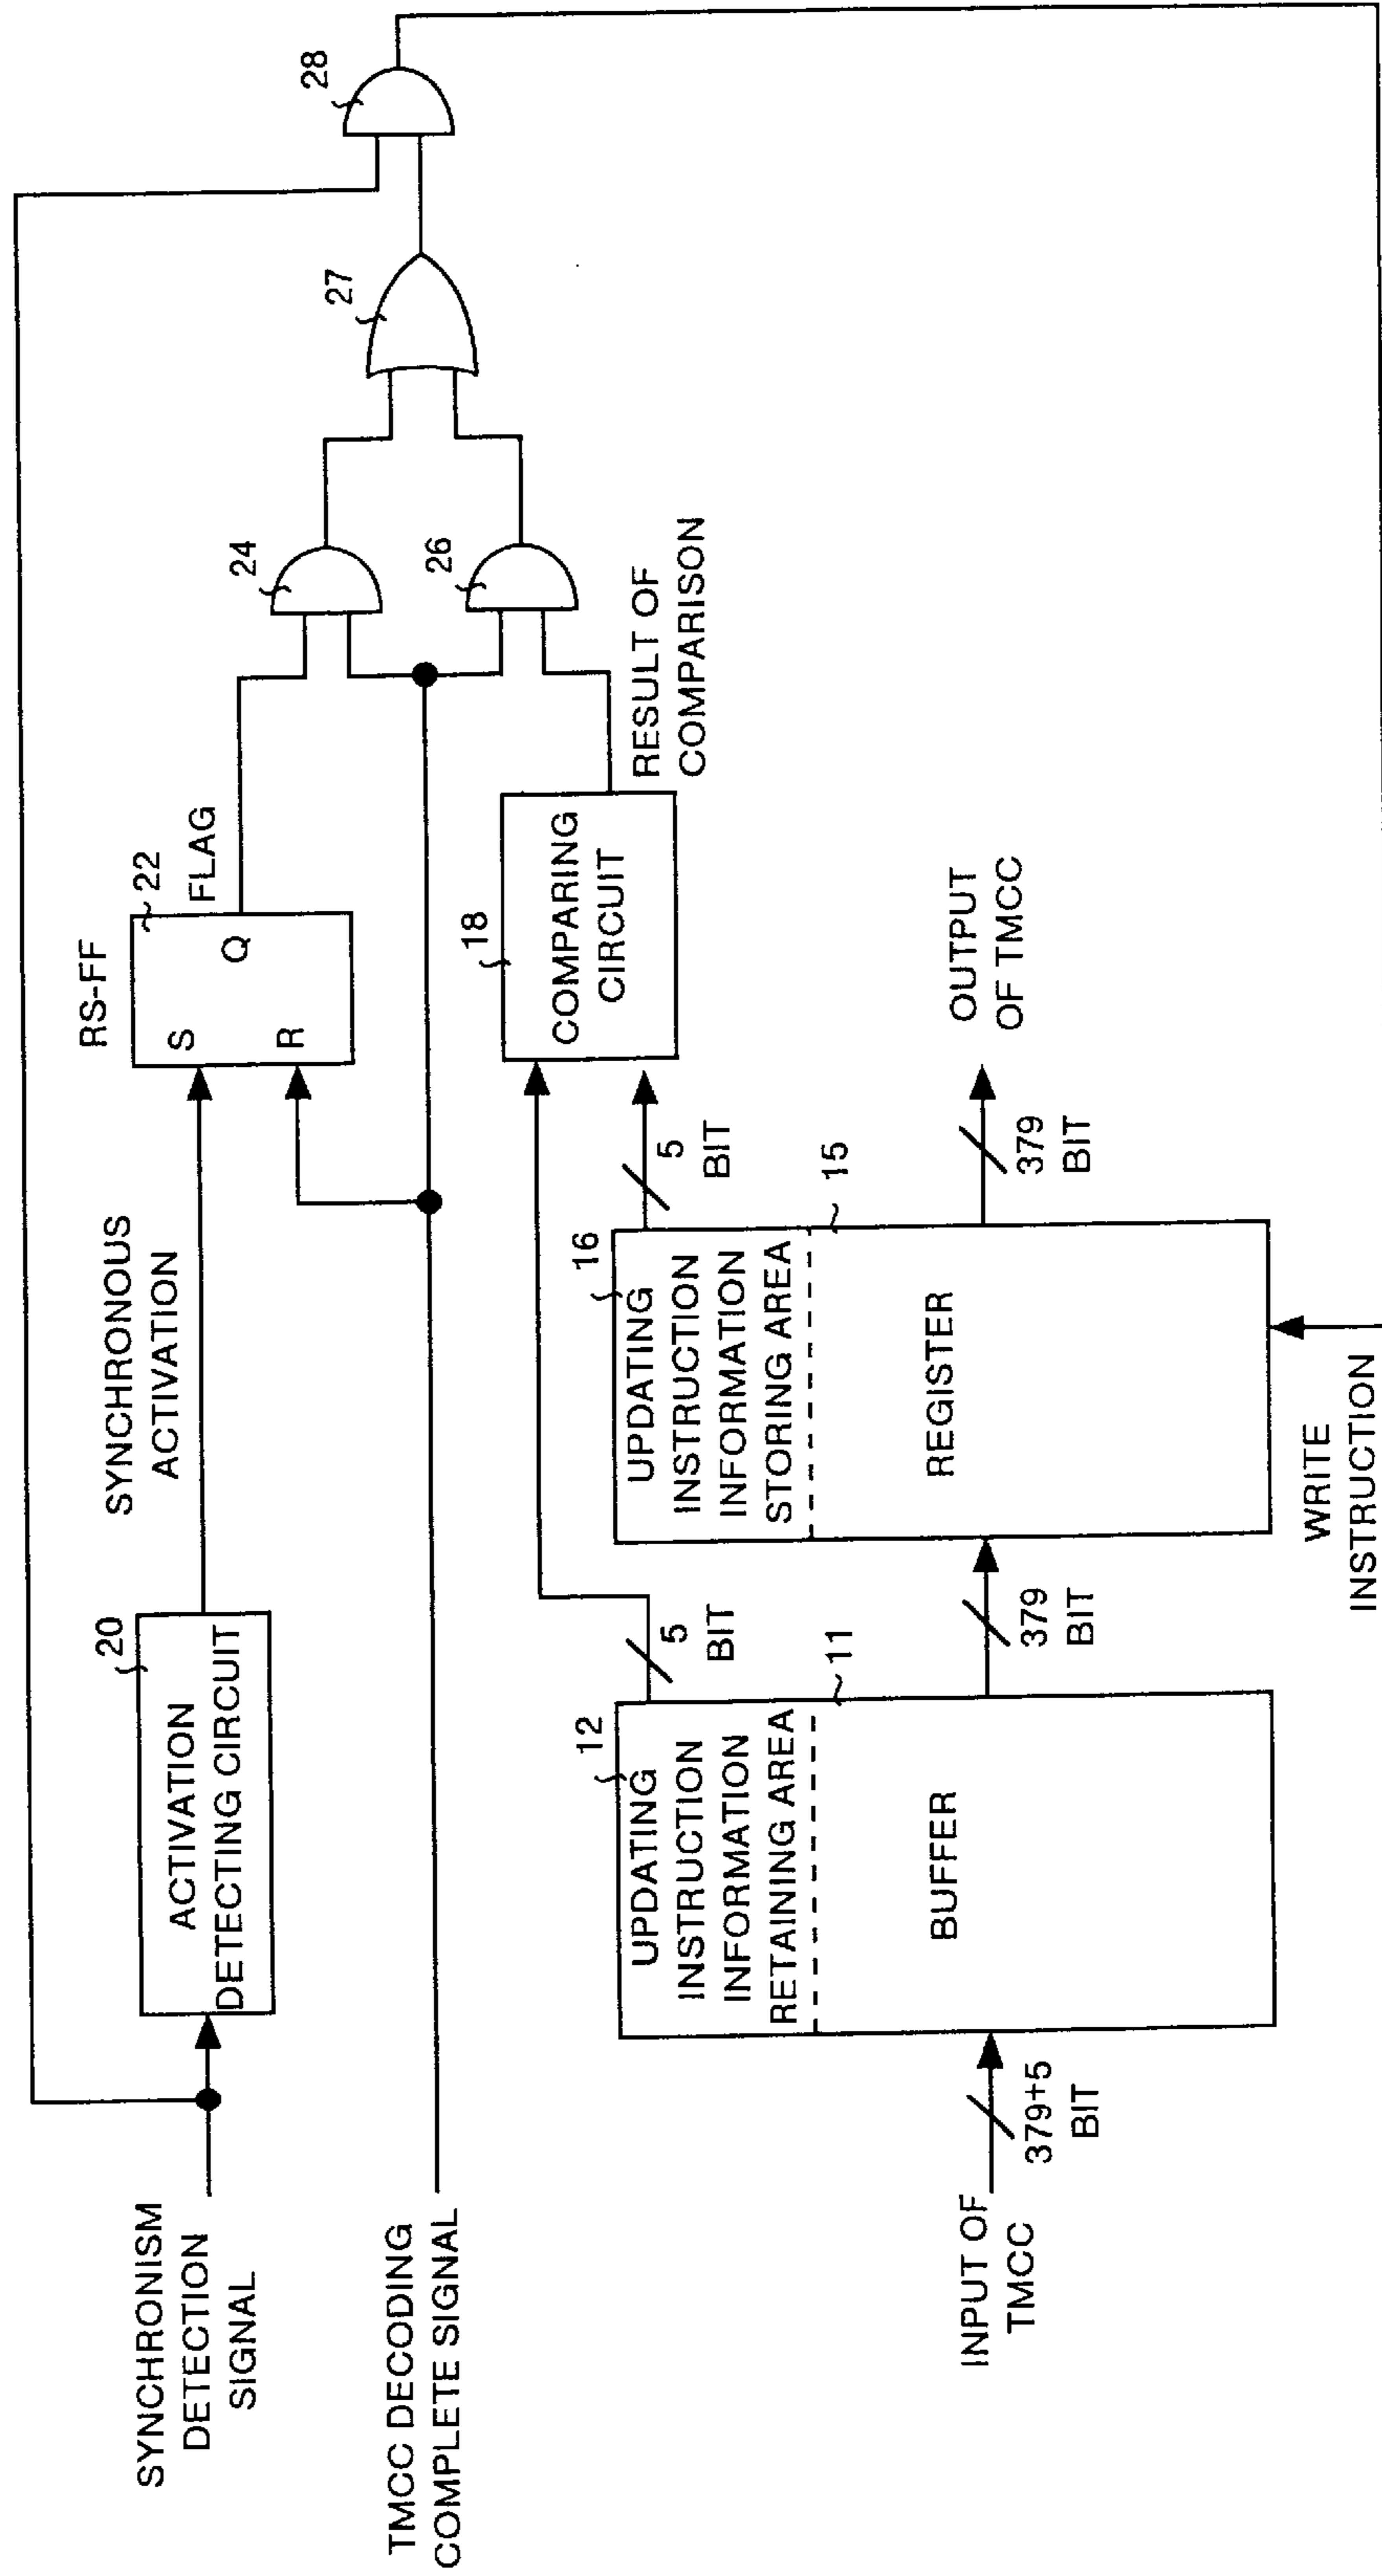 SYNCHRONISM
DETECTION
SIGNAL
20
ACTIVATION
DETECTING CIRCUIT
SYNCHRONOUS
ACTIVATION
RS-FF
22
S
Q
R
FLAG
24
27
28
TMCC DECODING
COMPLETE SIGNAL
26
18
COMPARING
CIRCUIT
RESULT OF
COMPARISON
INPUT OF
TMCC
379+5
BIT
12
UPDATING
INSTRUCTION
INFORMATION
RETAINING AREA
11
BUFFER
5
BIT
379
BIT
16
UPDATING
INSTRUCTION
INFORMATION
STORING AREA
15
REGISTER
5
BIT
379
BIT
OUTPUT
OF TMCC
WRITE
INSTRUCTION